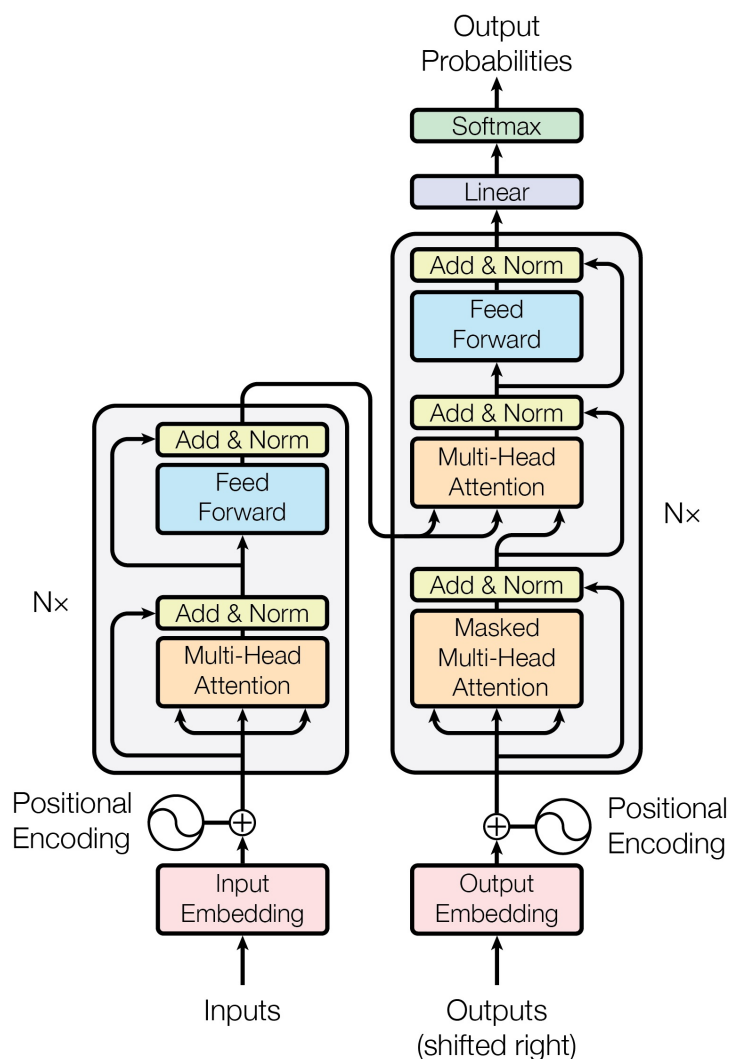 Output
Probabilities
Softmax
Linear
Add & Norm
Feed
Forward
Add & Norm
Multi-Head
Attention
N×
Add & Norm
Masked
Multi-Head
Attention
Add & Norm
Feed
Forward
N×
Add & Norm
Multi-Head
Attention
Positional
Encoding
Positional
Encoding
Input
Embedding
Output
Embedding
Inputs
Outputs
(shifted right)